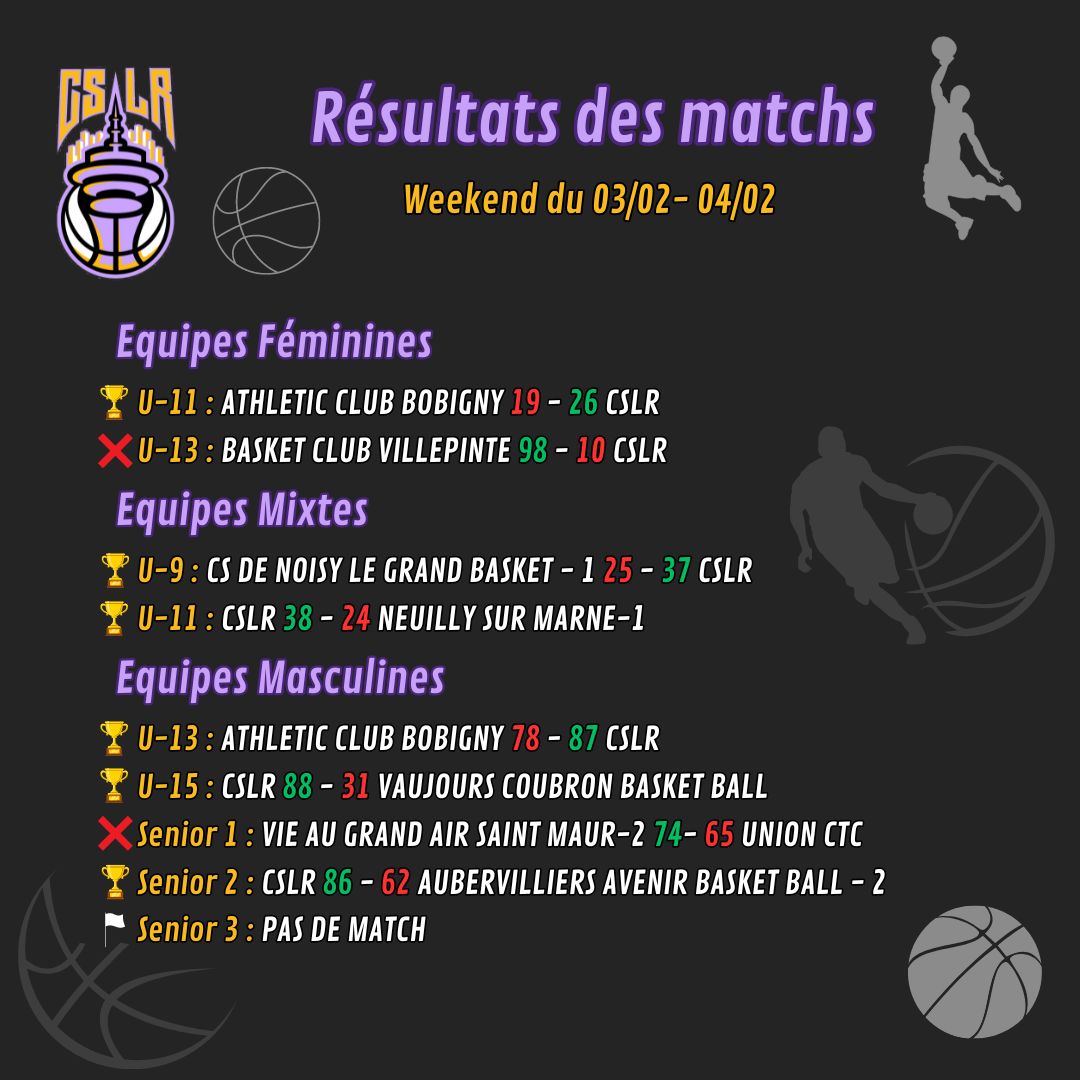 CSLR
Résultats des matchs
Weekend du 03/02- 04/02
Equipes Féminines
U-11 : ATHLETIC CLUB BOBIGNY 19 - 26 CSLR
U-13 : BASKET CLUB VILLEPINTE 98 - 10 CSLR
Equipes Mixtes
U-9 : CS DE NOISY LE GRAND BASKET - 1 25 - 37 CSLR
U-11 : CSLR 38 - 24 NEUILLY SUR MARNE-1
Equipes Masculines
U-13 : ATHLETIC CLUB BOBIGNY 78 - 87 CSLR
U-15 : CSLR 88 - 31 VAUJOURS COUBRON BASKET BALL
Senior 1 : VIE AU GRAND AIR SAINT MAUR-2 74- 65 UNION CTC
Senior 2 : CSLR 86 - 62 AUBERVILLIERS AVENIR BASKET BALL - 2
Senior 3 : PAS DE MATCH